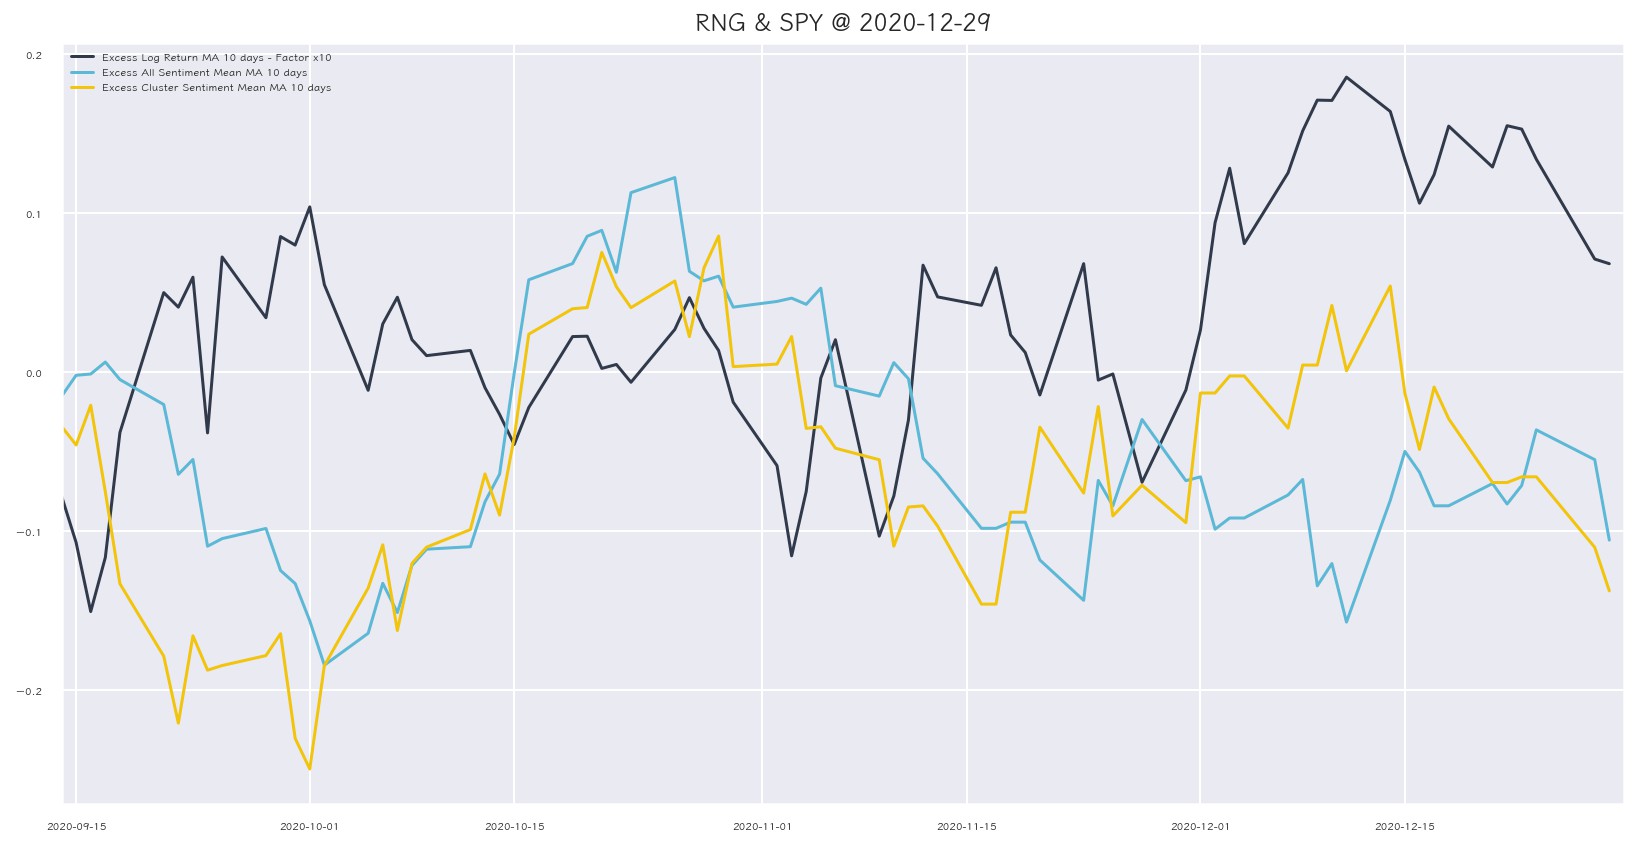 RNG & SPY @ 2020-12-29
Excess Log Return MA 10 days - Factor x10
Excess All Sentiment Mean MA 10 days
Excess Cluster Sentiment Mean MA 10 days
0.2
0.1
0.0
−0.1
−0.2
2020-09-15 2020-10-01 2020-10-15 2020-11-01 2020-11-15 2020-12-01 2020-12-15